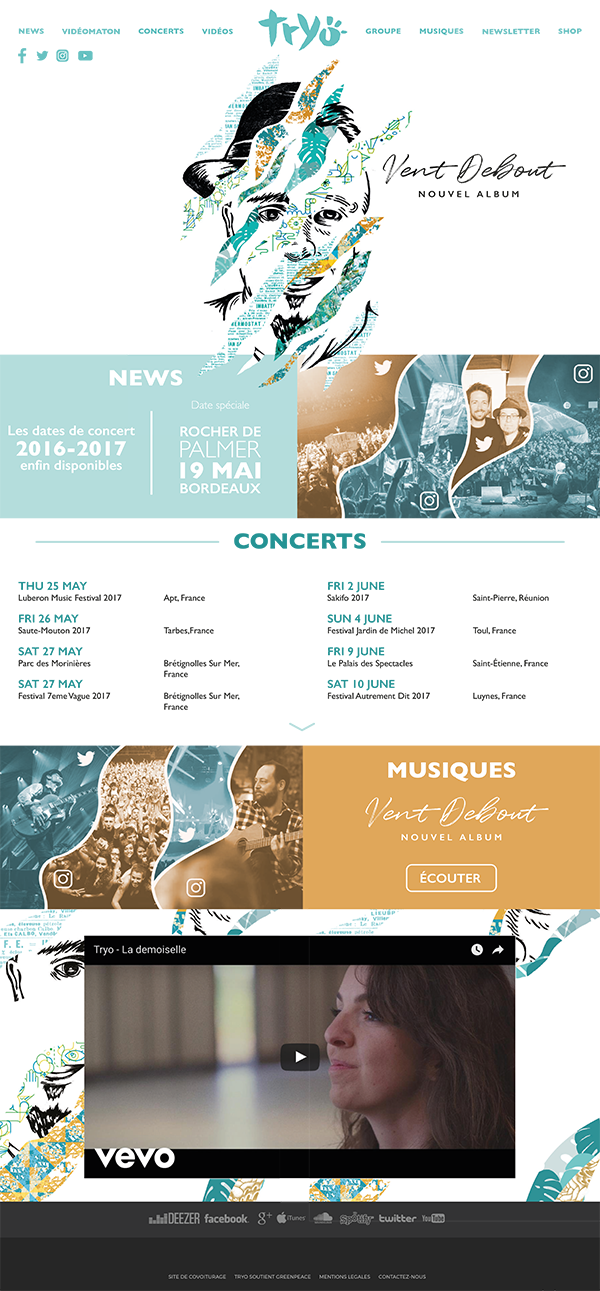 NEWS VIDÉOMATON CONCERTS VIDÉOS Tryo GROUPE MUSIQUES NEWSLETTER SHOP
Vent Debout
NOUVEL ALBUM
NEWS
Les dates de concert
2016-2017
enfin disponibles
Date spéciale
ROCHER DE
PALMER
19 MAI
BORDEAUX
CONCERTS
THU 25 MAY
Luberon Music Festival 2017 Apt, France
FRI 26 MAY
Saute-Mouton 2017 Tarbes,France
SAT 27 MAY
Parc des Morinières Brétignolles Sur Mer,
France
SAT 27 MAY
Festival 7eme Vague 2017 Brétignolles Sur Mer,
France
FRI 2 JUNE
Sakifo 2017 Saint-Pierre, Réunion
SUN 4 JUNE
Festival Jardin de Michel 2017 Toul, France
FRI 9 JUNE
Le Palais des Spectacles Saint-Étienne, France
SAT 10 JUNE
Festival Autrement Dit 2017 Luynes, France
MUSIQUES
Vent Debout
NOUVEL ALBUM
ÉCOUTER
Tryo - La demoiselle
vevo
DEEZER facebook g+ iTunes Spotify twitter YouTube
SITE DE COVOITURAGE TRYO SOUTIENT GREENPEACE MENTIONS LEGALES CONTACTEZ-NOUS